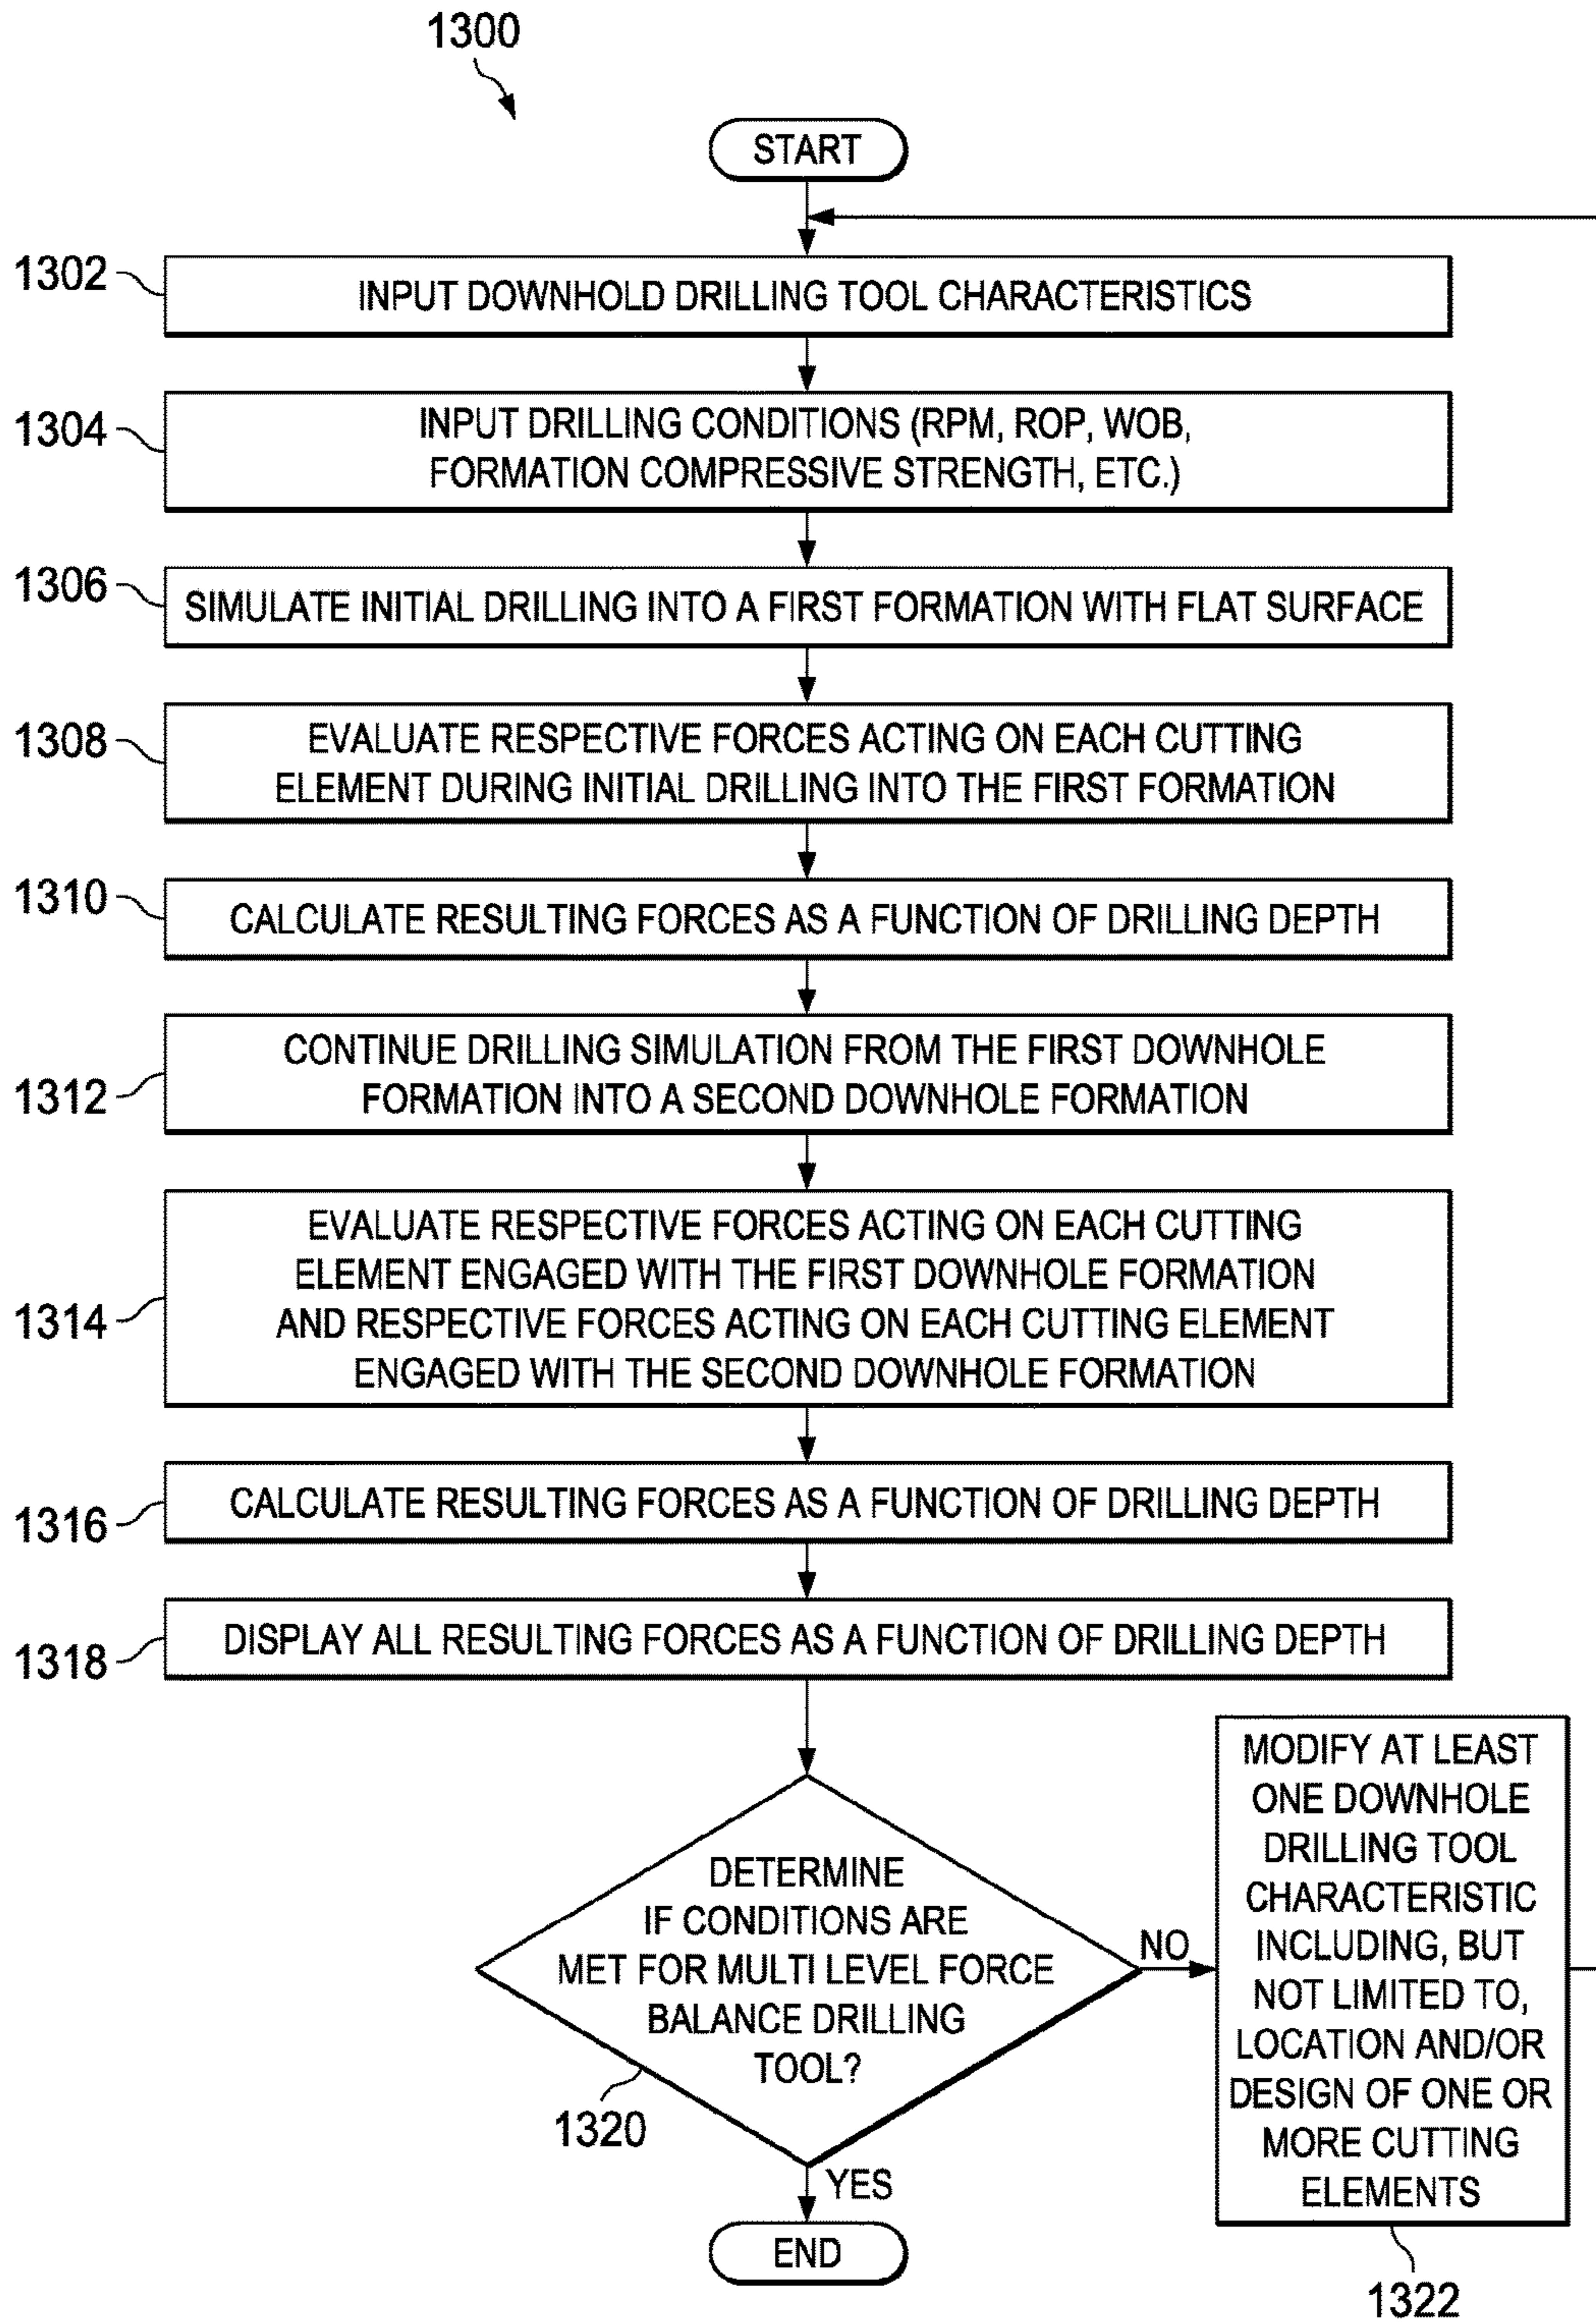 1300
START
1302
INPUT DOWNHOLD DRILLING TOOL CHARACTERISTICS
1304
INPUT DRILLING CONDITIONS (RPM, ROP, WOB,
FORMATION COMPRESSIVE STRENGTH, ETC.)
1306
SIMULATE INITIAL DRILLING INTO A FIRST FORMATION WITH FLAT SURFACE
1308
EVALUATE RESPECTIVE FORCES ACTING ON EACH CUTTING
ELEMENT DURING INITIAL DRILLING INTO THE FIRST FORMATION
1310
CALCULATE RESULTING FORCES AS A FUNCTION OF DRILLING DEPTH
1312
CONTINUE DRILLING SIMULATION FROM THE FIRST DOWNHOLE
FORMATION INTO A SECOND DOWNHOLE FORMATION
1314
EVALUATE RESPECTIVE FORCES ACTING ON EACH CUTTING
ELEMENT ENGAGED WITH THE FIRST DOWNHOLE FORMATION
AND RESPECTIVE FORCES ACTING ON EACH CUTTING ELEMENT
ENGAGED WITH THE SECOND DOWNHOLE FORMATION
1316
CALCULATE RESULTING FORCES AS A FUNCTION OF DRILLING DEPTH
1318
DISPLAY ALL RESULTING FORCES AS A FUNCTION OF DRILLING DEPTH
DETERMINE
IF CONDITIONS ARE
MET FOR MULTI LEVEL FORCE
BALANCE DRILLING
TOOL?
1320
NO
MODIFY AT LEAST
ONE DOWNHOLE
DRILLING TOOL
CHARACTERISTIC
INCLUDING, BUT
NOT LIMITED TO,
LOCATION AND/OR
DESIGN OF ONE OR
MORE CUTTING
ELEMENTS
1322
YES
END